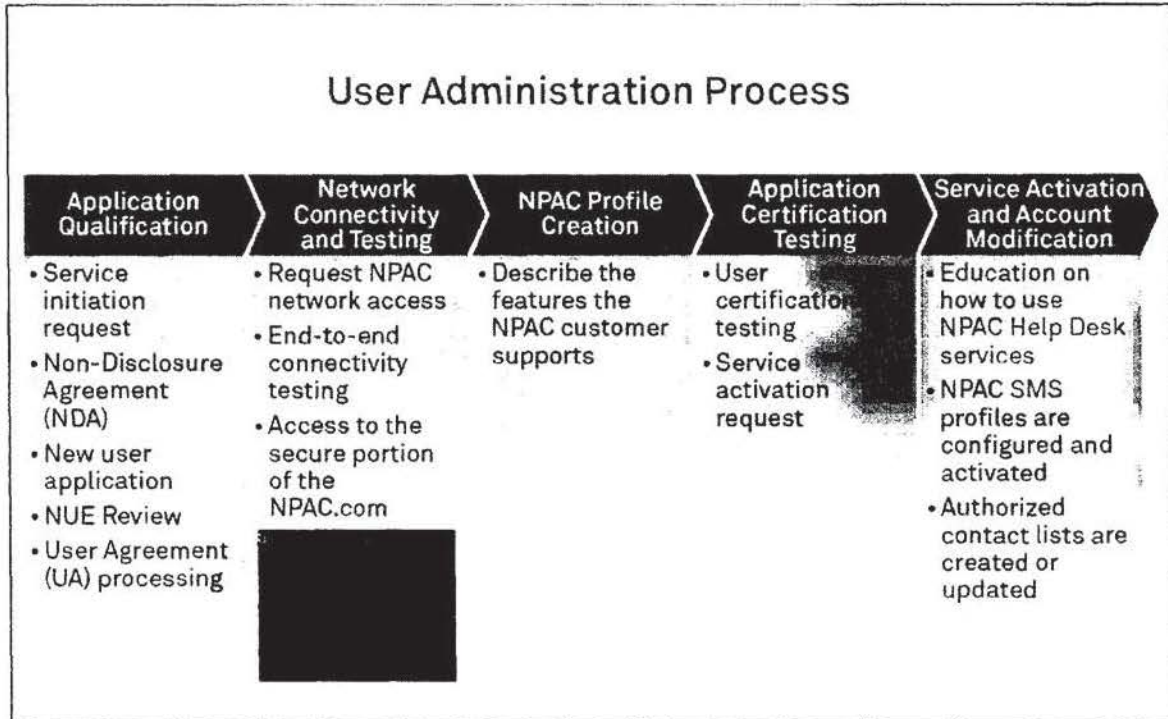 User Administration Process
Application
Qualification
• Service
initiation
request
• Non-Disclosure
Agreement
(NDA)
• New user
application
• NUE Review
• User Agreement
(UA) processing
Network
Connectivity
and Testing
• Request NPAC
network access
• End-to-end
connectivity
testing
• Access to the
secure portion
of the
NPAC.com
NPAC Profile
Creation
• Describe the
features the
NPAC customer
supports
Application
Certification
Testing
• User
certification
testing
• Service
activation
request
Service Activation
and Account
Modification
• Education on
how to use
NPAC Help Desk
services
• NPAC SMS
profiles are
configured and
activated
• Authorized
contact lists are
created or
updated